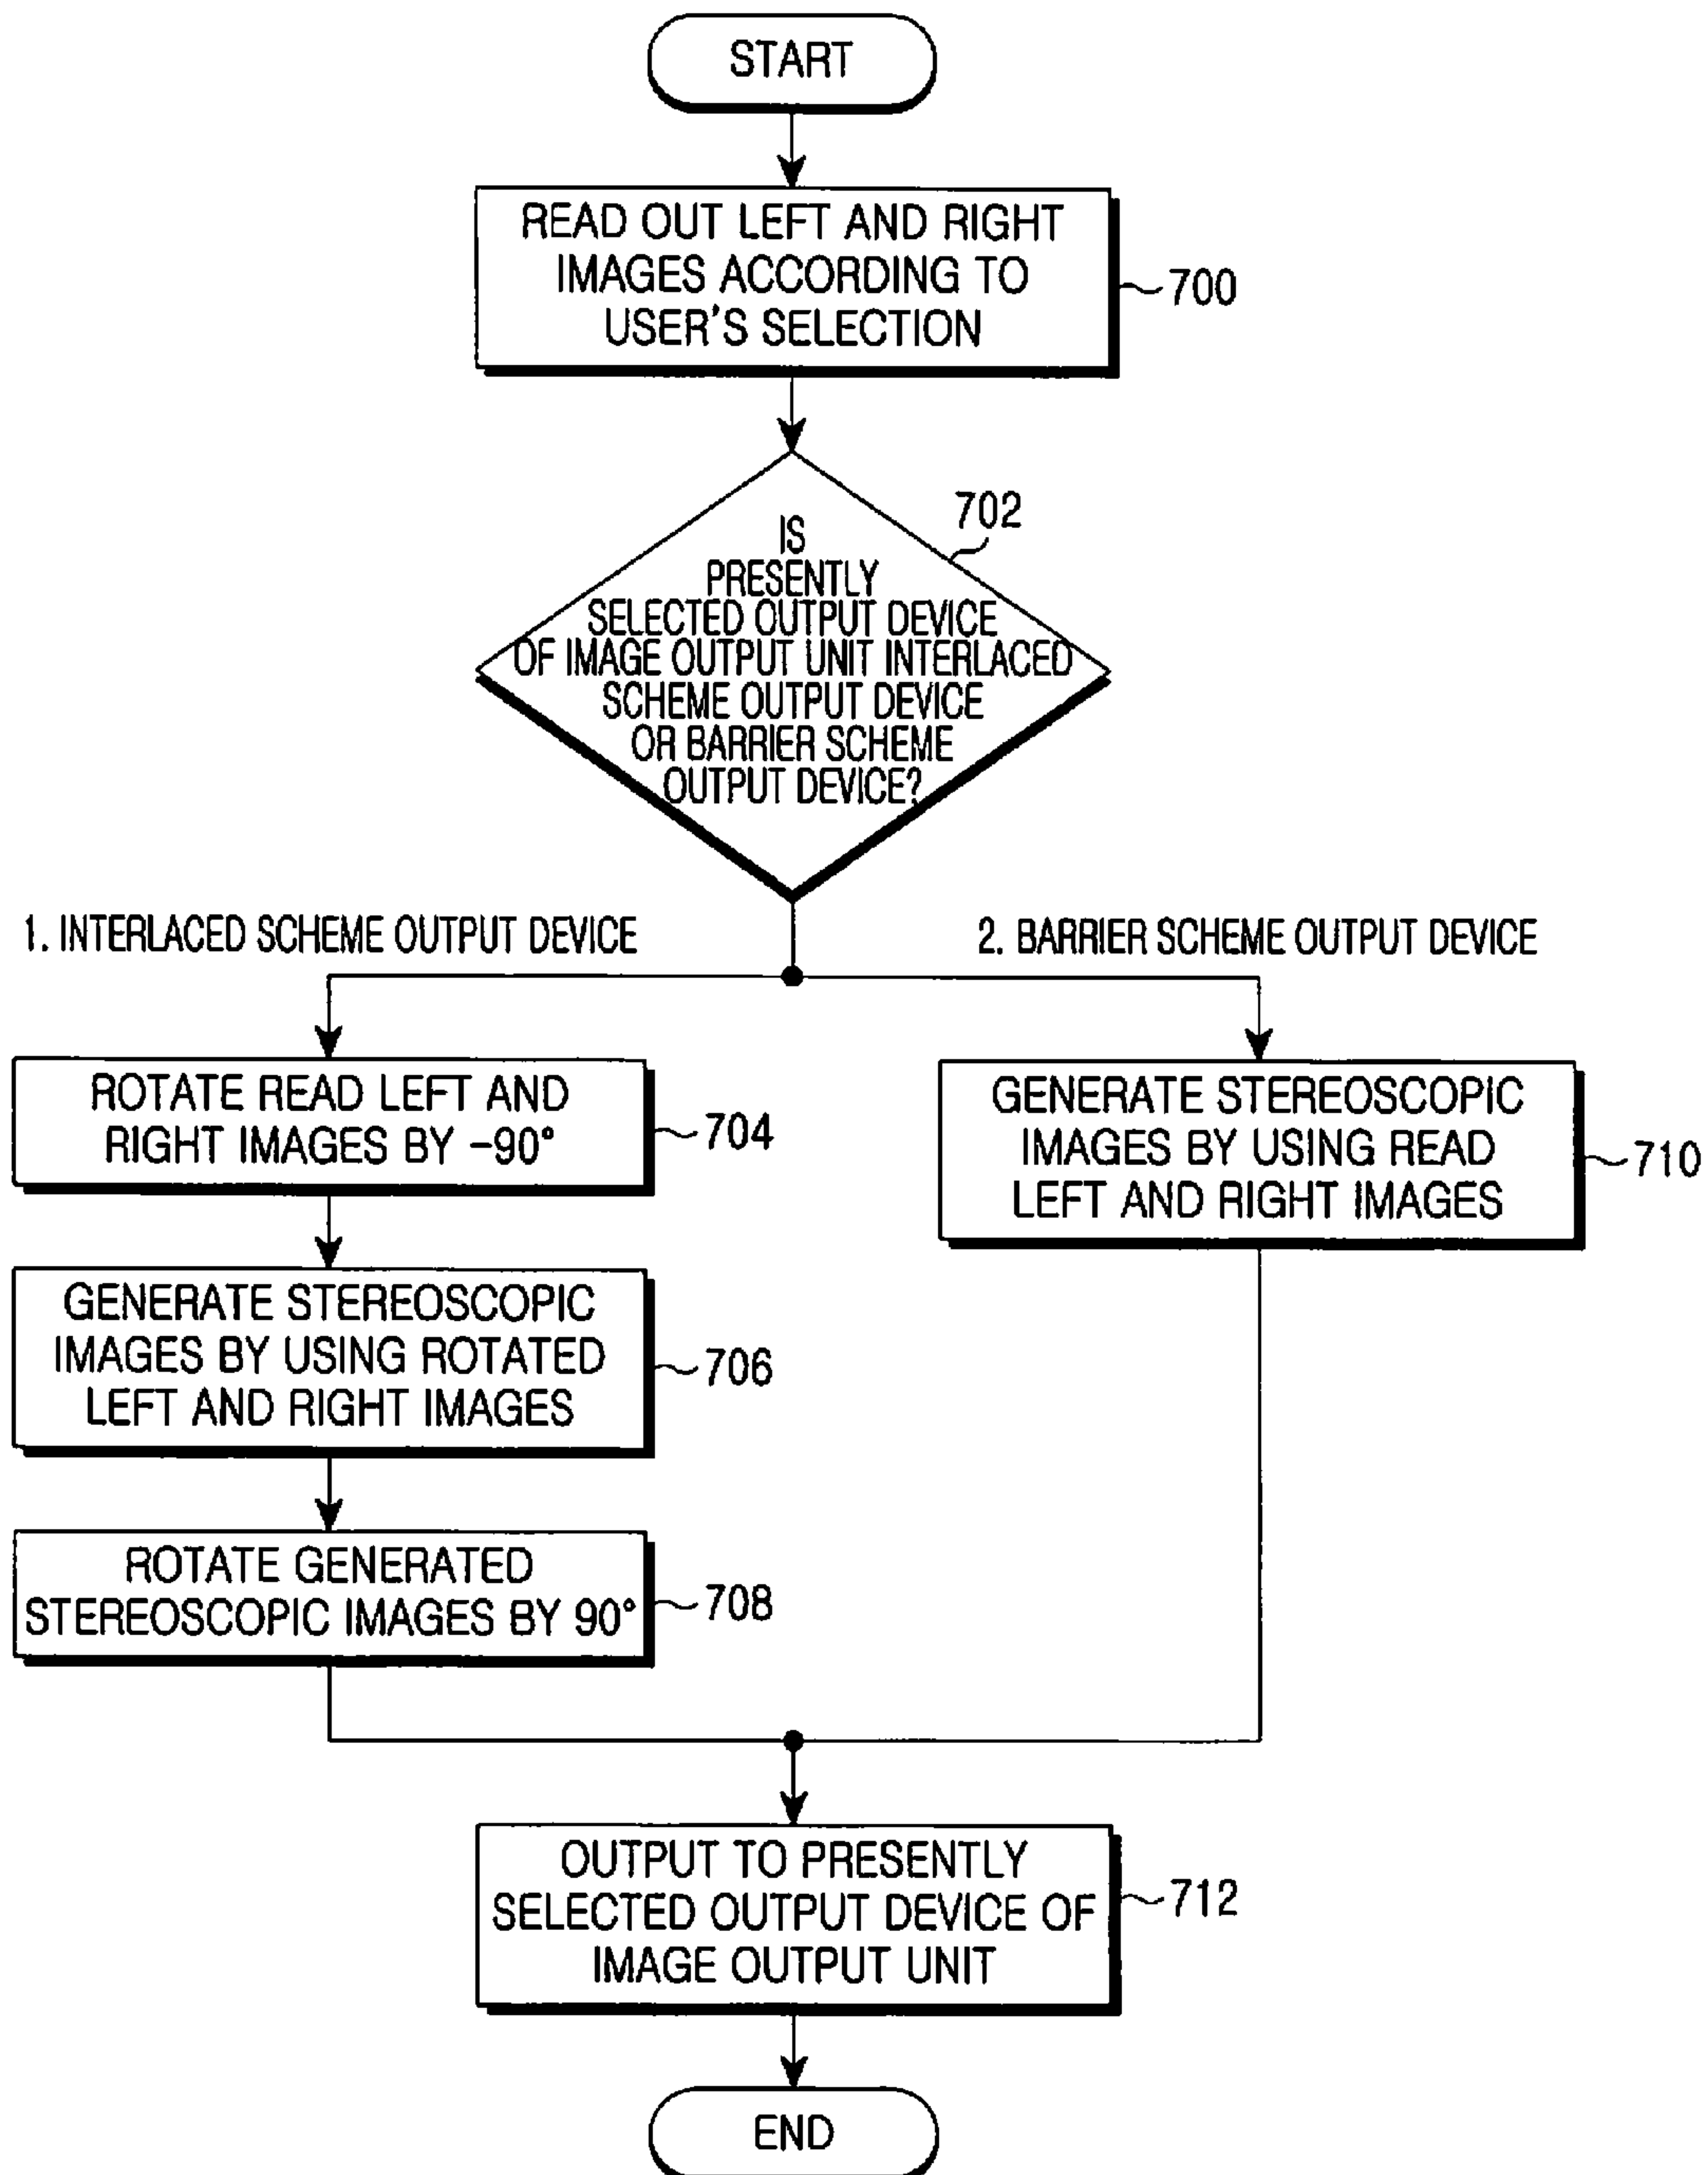 START
READ OUT LEFT AND RIGHT
IMAGES ACCORDING TO
USER'S SELECTION
700
702
IS
PRESENTLY
SELECTED OUTPUT DEVICE
OF IMAGE OUTPUT UNIT INTERLACED
SCHEME OUTPUT DEVICE
OR BARRIER SCHEME
OUTPUT DEVICE?
1. INTERLACED SCHEME OUTPUT DEVICE
2. BARRIER SCHEME OUTPUT DEVICE
ROTATE READ LEFT AND
RIGHT IMAGES BY -90°
704
GENERATE STEREOSCOPIC
IMAGES BY USING READ
LEFT AND RIGHT IMAGES
710
GENERATE STEREOSCOPIC
IMAGES BY USING ROTATED
LEFT AND RIGHT IMAGES
706
ROTATE GENERATED
STEREOSCOPIC IMAGES BY 90°
708
OUTPUT TO PRESENTLY
SELECTED OUTPUT DEVICE OF
IMAGE OUTPUT UNIT
712
END